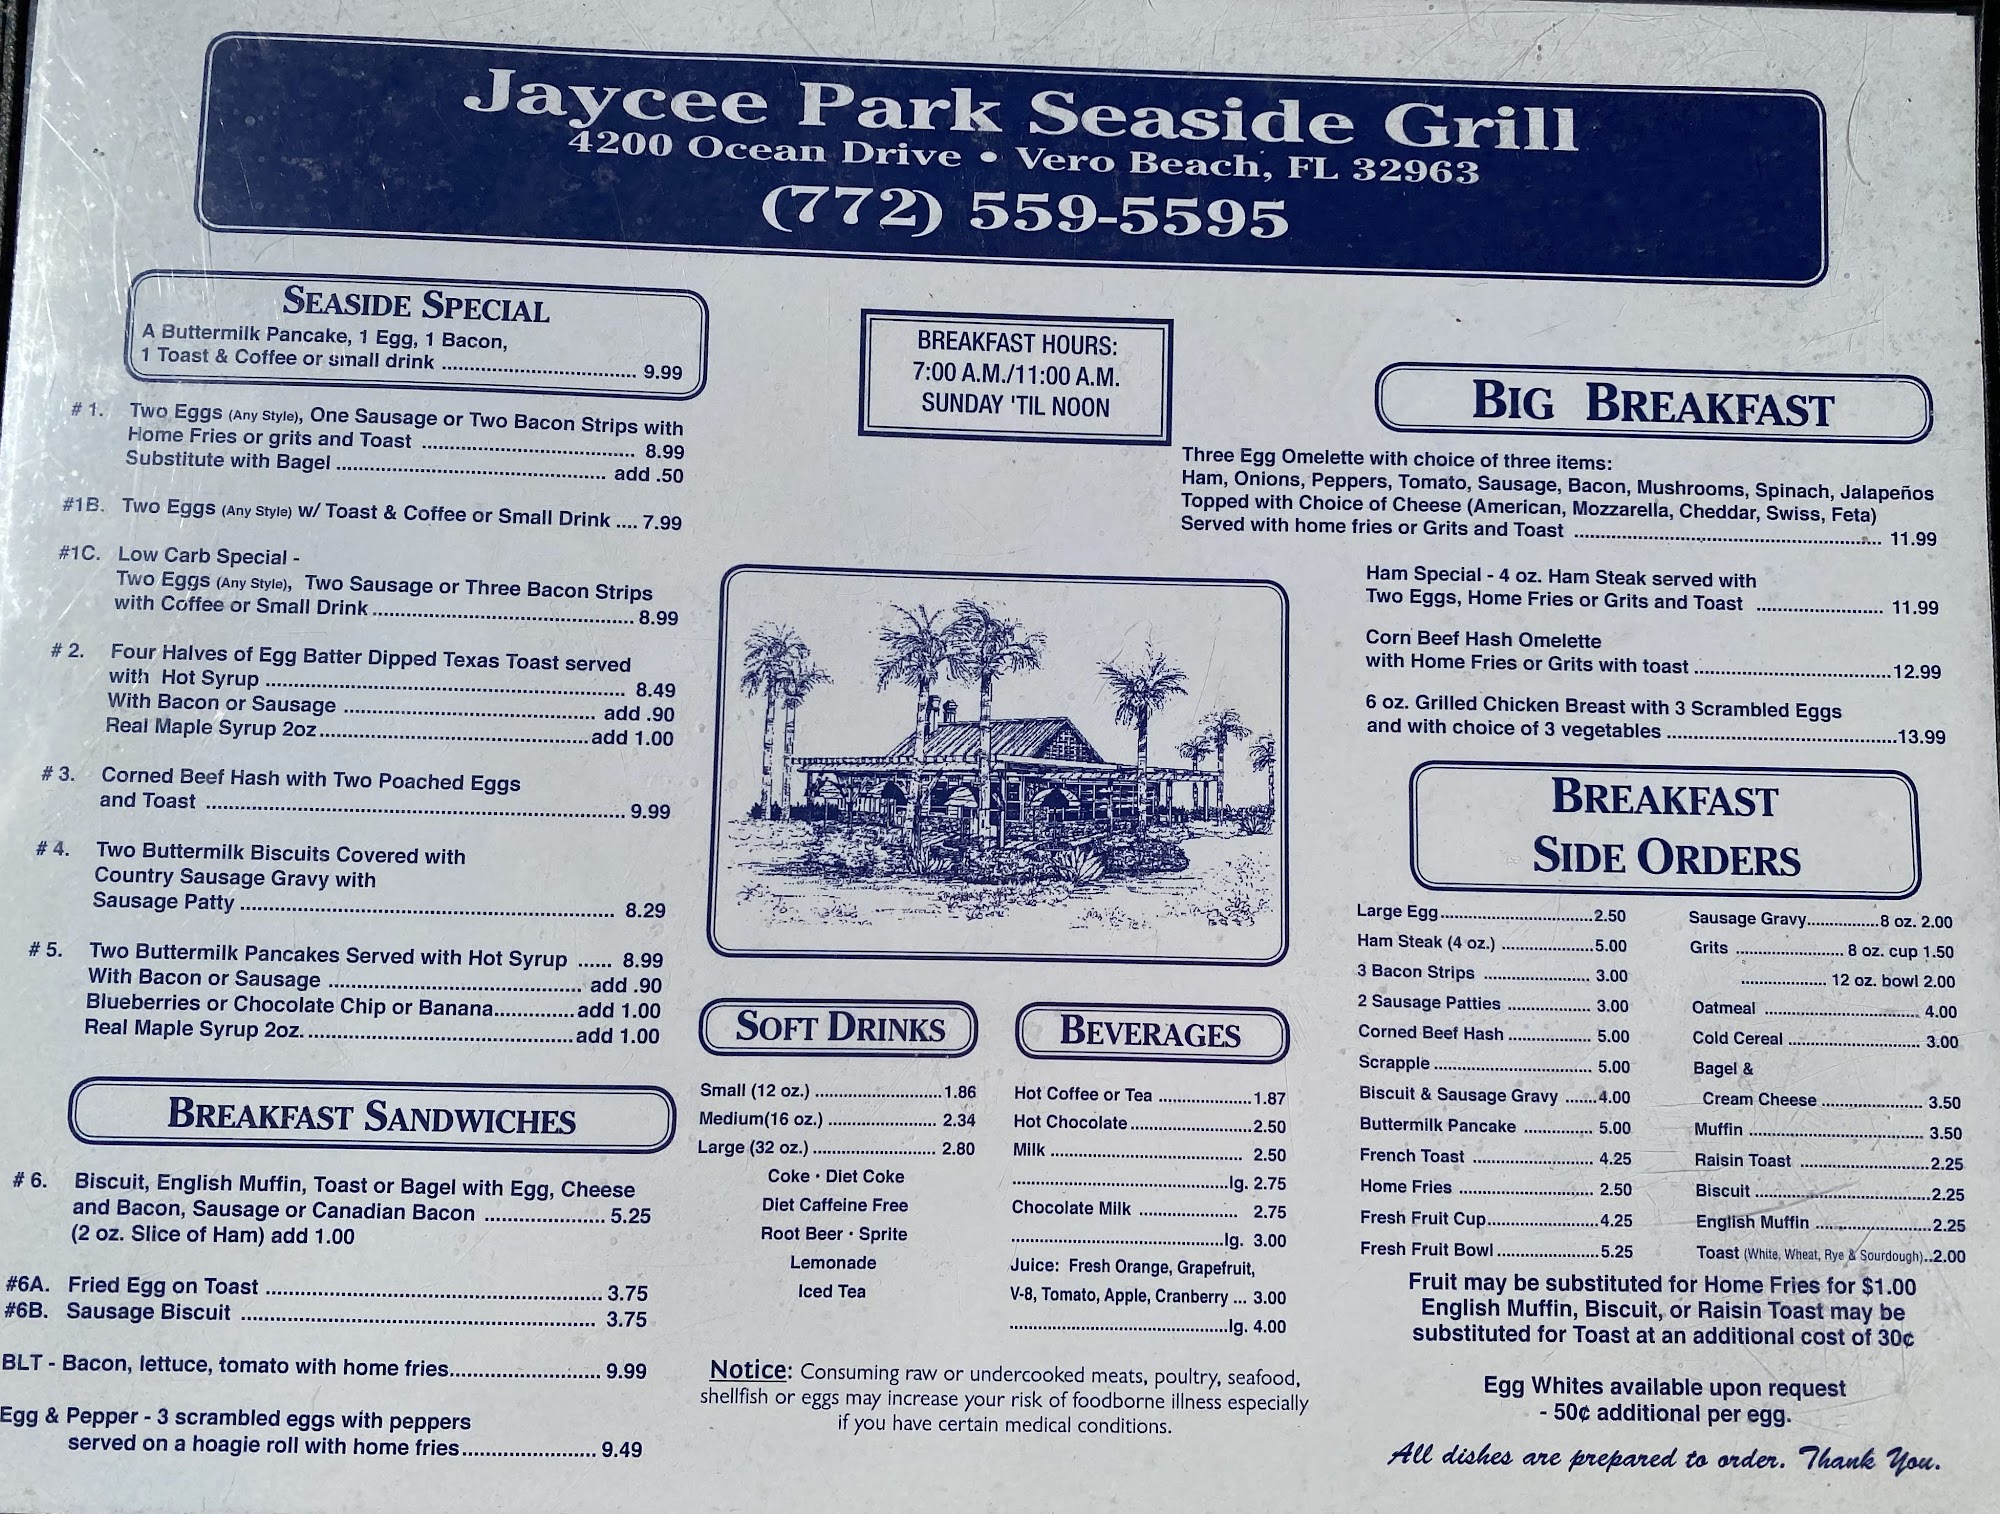 Jaycee Park Seaside Grill
4200 Ocean Drive • Vero Beach, FL 32963
(772) 559-5595
SEASIDE SPECIAL
A Buttermilk Pancake, 1 Egg, 1 Bacon,
1 Toast & Coffee or small drink ................................ 9.99
# 1. Two Eggs (Any Style), One Sausage or Two Bacon Strips with
Home Fries or grits and Toast .................................... 8.99
Substitute with Bagel ............................................. add .50
#1B. Two Eggs (Any Style) w/ Toast & Coffee or Small Drink .... 7.99
#1C. Low Carb Special -
Two Eggs (Any Style), Two Sausage or Three Bacon Strips
with Coffee or Small Drink ............................................ 8.99
# 2. Four Halves of Egg Batter Dipped Texas Toast served
with Hot Syrup ............................................................ 8.49
With Bacon or Sausage .......................................... add .90
Real Maple Syrup 2oz ............................................. add 1.00
# 3. Corned Beef Hash with Two Poached Eggs
and Toast ...................................................................... 9.99
# 4. Two Buttermilk Biscuits Covered with
Country Sausage Gravy with
Sausage Patty .............................................................. 8.29
# 5. Two Buttermilk Pancakes Served with Hot Syrup ...... 8.99
With Bacon or Sausage .......................................... add .90
Blueberries or Chocolate Chip or Banana............. add 1.00
Real Maple Syrup 2oz. ............................................ add 1.00
BREAKFAST SANDWICHES
# 6. Biscuit, English Muffin, Toast or Bagel with Egg, Cheese
and Bacon, Sausage or Canadian Bacon .................... 5.25
(2 oz. Slice of Ham) add 1.00
#6A. Fried Egg on Toast ........................................................ 3.75
#6B. Sausage Biscuit ............................................................ 3.75
BLT - Bacon, lettuce, tomato with home fries......................... 9.99
Egg & Pepper - 3 scrambled eggs with peppers
served on a hoagie roll with home fries...................... 9.49
BREAKFAST HOURS:
7:00 A.M./11:00 A.M.
SUNDAY 'TIL NOON
SOFT DRINKS
Small (12 oz.) ............................ 1.86
Medium(16 oz.) ........................ 2.34
Large (32 oz.) ........................... 2.80
Coke • Diet Coke
Diet Caffeine Free
Root Beer • Sprite
Lemonade
Iced Tea
BEVERAGES
Hot Coffee or Tea .................... 1.87
Hot Chocolate .......................... 2.50
Milk .......................................... 2.50
................................................ lg. 2.75
Chocolate Milk ...................... 2.75
............................................... lg. 3.00
Juice: Fresh Orange, Grapefruit,
V-8, Tomato, Apple, Cranberry ... 3.00
................................................ lg. 4.00
Notice: Consuming raw or undercooked meats, poultry, seafood,
shellfish or eggs may increase your risk of foodborne illness especially
if you have certain medical conditions.
BIG BREAKFAST
Three Egg Omelette with choice of three items:
Ham, Onions, Peppers, Tomato, Sausage, Bacon, Mushrooms, Spinach, Jalapeños
Topped with Choice of Cheese (American, Mozzarella, Cheddar, Swiss, Feta)
Served with home fries or Grits and Toast .................................................... 11.99
Ham Special - 4 oz. Ham Steak served with
Two Eggs, Home Fries or Grits and Toast ...................... 11.99
Corn Beef Hash Omelette
with Home Fries or Grits with toast .................................. 12.99
6 oz. Grilled Chicken Breast with 3 Scrambled Eggs
and with choice of 3 vegetables ........................................ 13.99
BREAKFAST
SIDE ORDERS
Large Egg ................................. 2.50
Ham Steak (4 oz.) .................... 5.00
3 Bacon Strips ........................ 3.00
2 Sausage Patties ................... 3.00
Corned Beef Hash .................. 5.00
Scrapple ................................... 5.00
Biscuit & Sausage Gravy ....... 4.00
Buttermilk Pancake ............... 5.00
French Toast .......................... 4.25
Home Fries ............................. 2.50
Fresh Fruit Cup........................ 4.25
Fresh Fruit Bowl ...................... 5.25
Sausage Gravy............... 8 oz. 2.00
Grits ....................... 8 oz. cup 1.50
.................. 12 oz. bowl 2.00
Oatmeal .................................. 4.00
Cold Cereal ............................. 3.00
Bagel &
Cream Cheese ...................... 3.50
Muffin ...................................... 3.50
Raisin Toast ............................ 2.25
Biscuit ...................................... 2.25
English Muffin ......................... 2.25
Toast (White, Wheat, Rye & Sourdough)..2.00
Fruit may be substituted for Home Fries for $1.00
English Muffin, Biscuit, or Raisin Toast may be
substituted for Toast at an additional cost of 30¢
Egg Whites available upon request
- 50¢ additional per egg.
All dishes are prepared to order. Thank You.